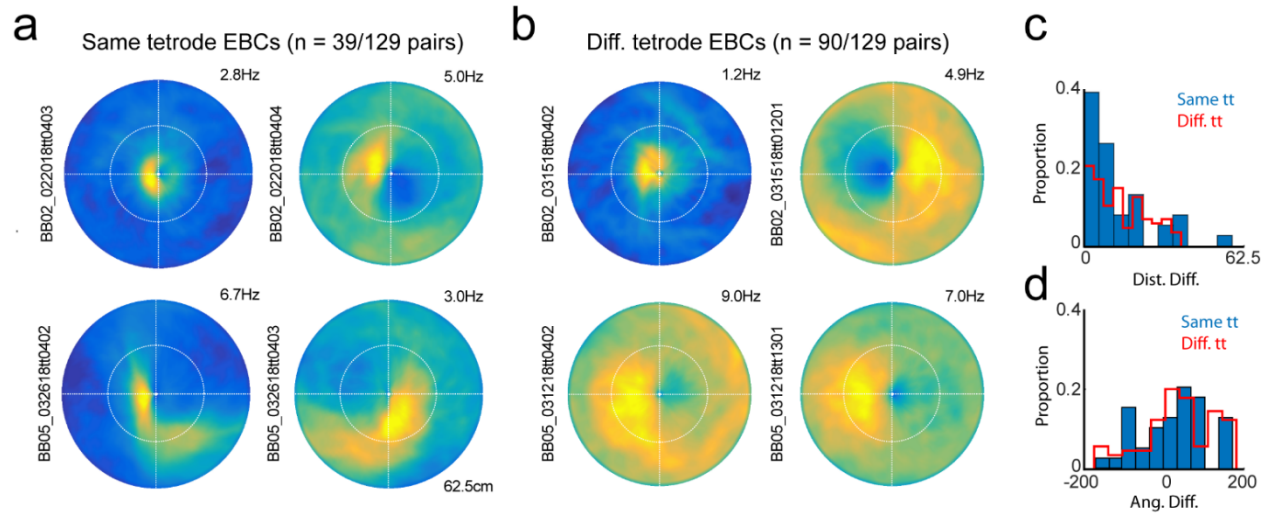 a
Same tetrode EBCs (n = 39/129 pairs)
2.8Hz
BB02_022018tt0403
5.0Hz
BB02_022018tt0404
6.7Hz
BB05_032618tt0402
3.0Hz
BB05_032618tt0403
62.5cm
b
Diff. tetrode EBCs (n = 90/129 pairs)
1.2Hz
BB02_031518tt0402
4.9Hz
BB02_031518tt01201
9.0Hz
BB05_031218tt0402
7.0Hz
BB05_031218tt1301
c
0.4
0.2
0
Proportion
Same tt
Diff. tt
0
62.5
Dist. Diff.
d
0.4
0.2
0
Proportion
Same tt
Diff. tt
-200
0
200
Ang. Diff.